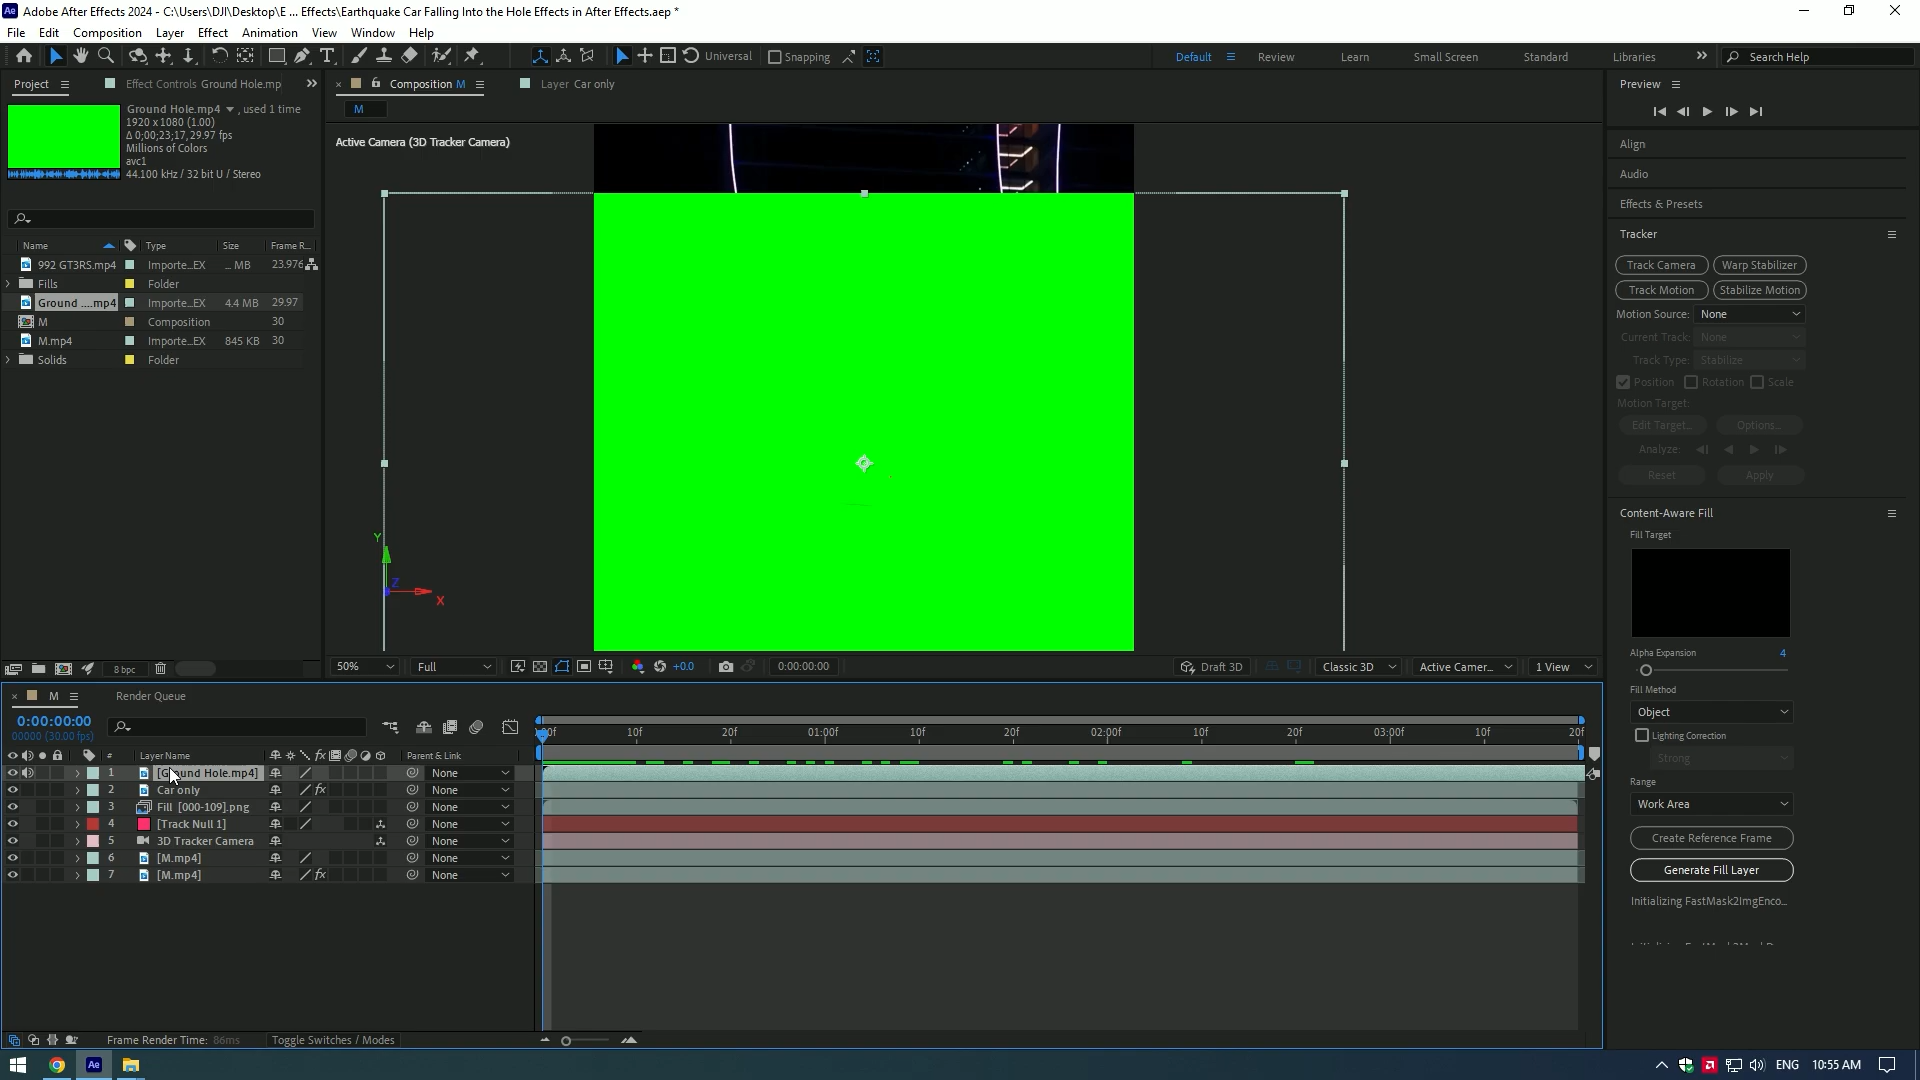 Adobe After Effects 2024 - C:\Users\DJI\Desktop\E ... Effects\Earthquake Car Falling Into the Hole Effects in After Effects.aep *
File Edit Composition Layer Effect Animation View Window Help
Universal Snapping Default Review Learn Small Screen Standard Libraries Search Help
Project Effect Controls Ground Hole.mp Composition M Layer Car only Preview
M
Ground Hole.mp4 , used 1 time
1920 x 1080 (1.00)
Δ 0;00;23;17, 29.97 fps
Millions of Colors
avc1
44.100 kHz / 32 bit U / Stereo
Active Camera (3D Tracker Camera)
Name Type Size Frame R...
992 GT3RS.mp4 Importe...EX ... MB 23.976
Fills Folder
Ground ....mp4 Importe...EX 4.4 MB 29.97
M Composition 30
M.mp4 Importe...EX 845 KB 30
Solids Folder
Y
Z
X
8 bpc
50% Full +0.0 0:00:00:00 Draft 3D Classic 3D Active Camer... 1 View
Align
Audio
Effects & Presets
Tracker
Track Camera Warp Stabilizer
Track Motion Stabilize Motion
Motion Source: None
Current Track: None
Track Type: Stabilize
Position Rotation Scale
Motion Target:
Edit Target... Options...
Analyze:
Reset Apply
Content-Aware Fill
Fill Target
Alpha Expansion 4
Fill Method
Object
Lighting Correction
Strong
Range
Work Area
Create Reference Frame
Generate Fill Layer
Initializing FastMask2ImgEnco...
M Render Queue
0:00:00:00
00000 (30.00 fps)
10f 20f 01:00f 10f 20f 02:00f 10f 20f 03:00f 10f 20f
# Layer Name fx Parent & Link
1 [Ground Hole.mp4] None
2 Car only fx None
3 Fill [000-109].png None
4 [Track Null 1] None
5 3D Tracker Camera None
6 [M.mp4] None
7 [M.mp4] fx None
Frame Render Time: 86ms Toggle Switches / Modes
Ae ENG 10:55 AM